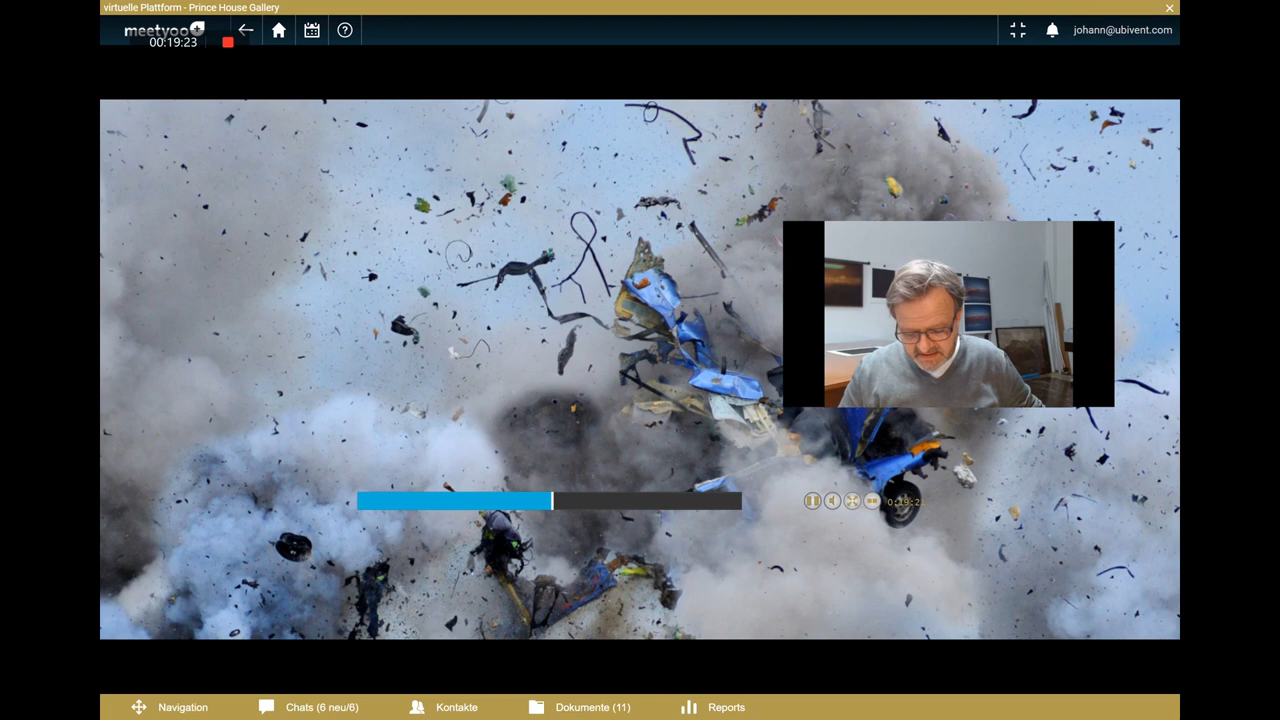 virtuelle Plattform - Prince House Gallery
meetyoo
johann@ubivent.com
00:19:23
Navigation
Chats (6 neu/6)
Kontakte
Dokumente (11)
Reports